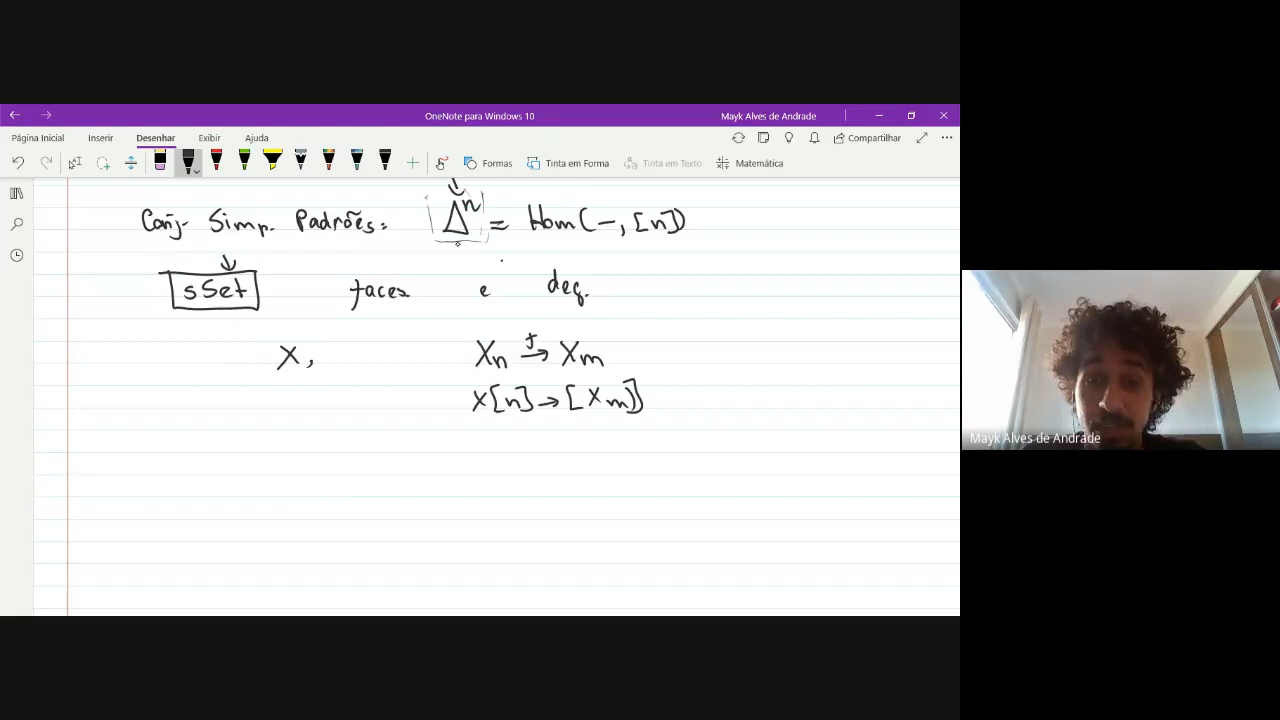 OneNote para Windows 10
Mayk Alves de Andrade
Página Inicial Inserir Desenhar Exibir Ajuda
Compartilhar
Formas Tinta em Forma Tinta em Texto Matemática
Conj. Simp. Padrões: Δⁿ = Hom(−, [n])
sSet faces e deg.
X, Xₙ →ᶠ Xₘ
X[n] → [Xm]]
Mayk Alves de Andrade